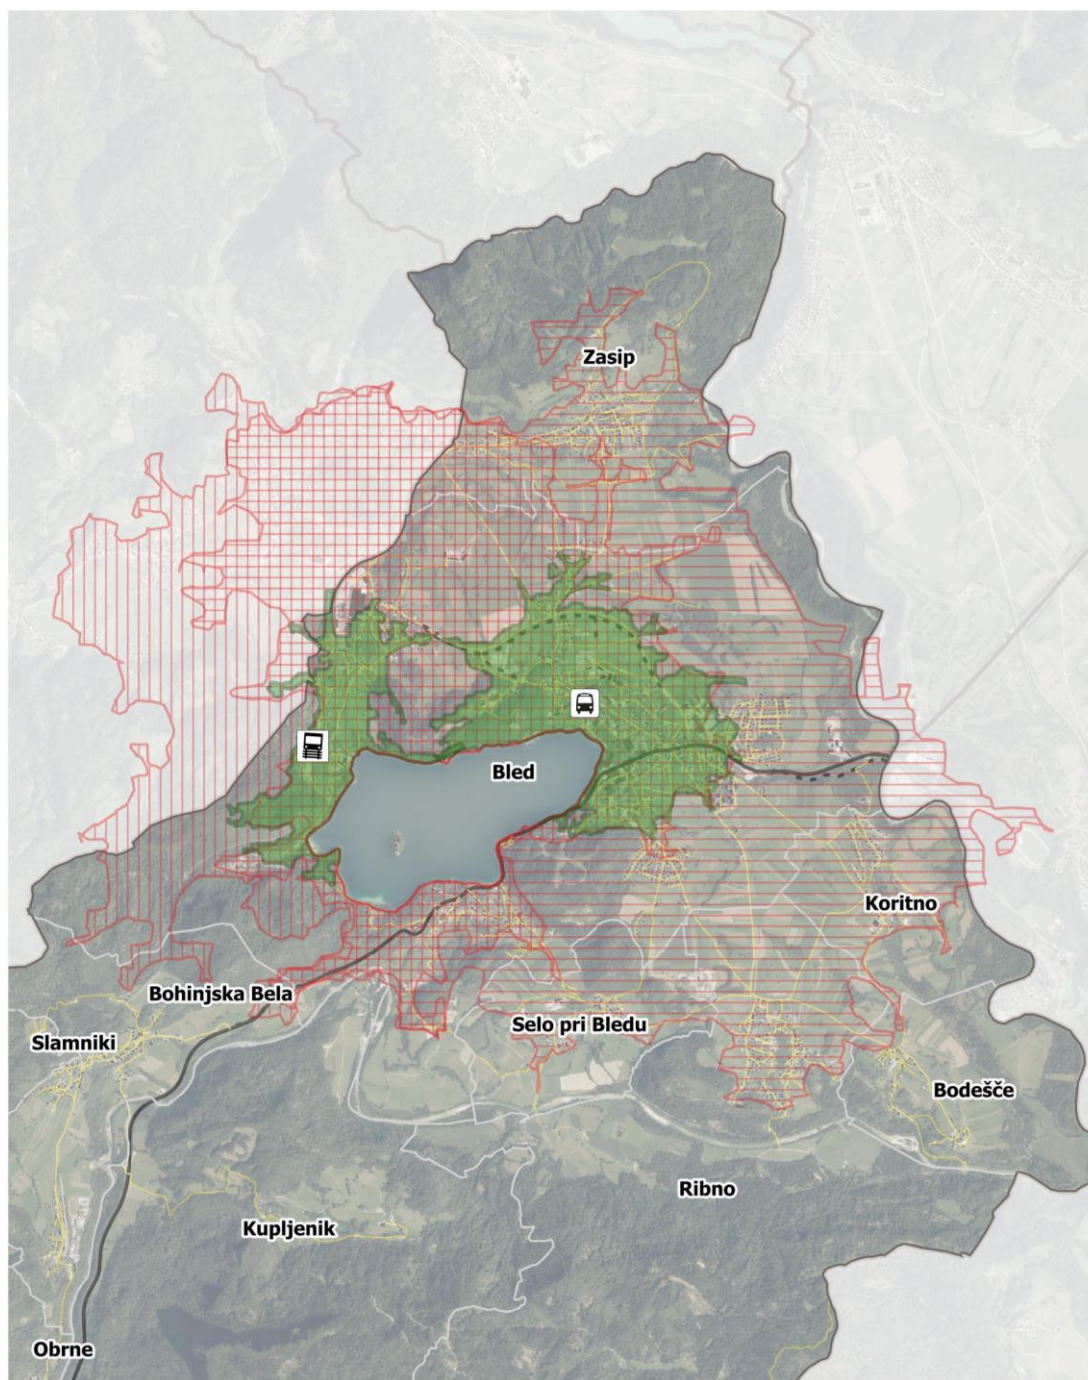 Zasip
Bled
Koritno
Bohinjska Bela
Selo pri Bledu
Slamniki
Bodešče
Ribno
Kupljenik
Obrne